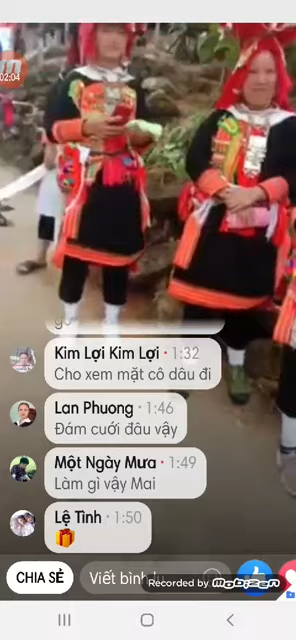 02:04
Kim Lợi Kim Lợi • 1:32
Cho xem mặt cô dâu đi
Lan Phuong · 1:46
Đám cưới đâu vậy
Một Ngày Mưa • 1:49
Làm gì vậy Mai
Lệ Tình · 1:50
CHIA SẺ
Viết bình lu
Recorded by mobizen